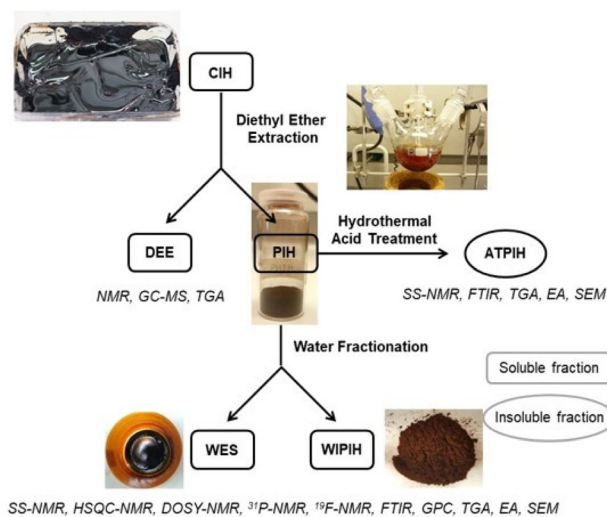 CIH
Diethyl Ether
Extraction
DEE
PIH
Hydrothermal
Acid Treatment
ATPIH
NMR, GC-MS, TGA
SS-NMR, FTIR, TGA, EA, SEM
Water Fractionation
Soluble fraction
Insoluble fraction
WES
WIPIH
SS-NMR, HSQC-NMR, DOSY-NMR, ³¹P-NMR, ¹⁹F-NMR, FTIR, GPC, TGA, EA, SEM